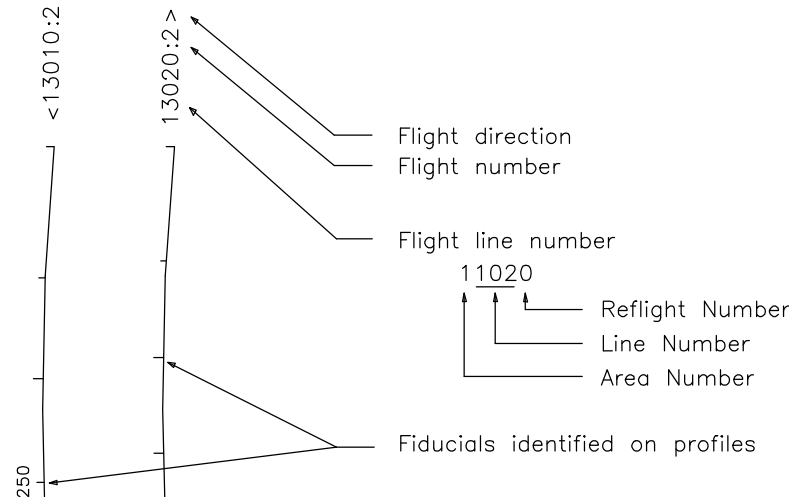 <13010:2
13020:2>
Flight direction
Flight number
Flight line number
11020
Reflight Number
Line Number
Area Number
Fiducials identified on profiles
250